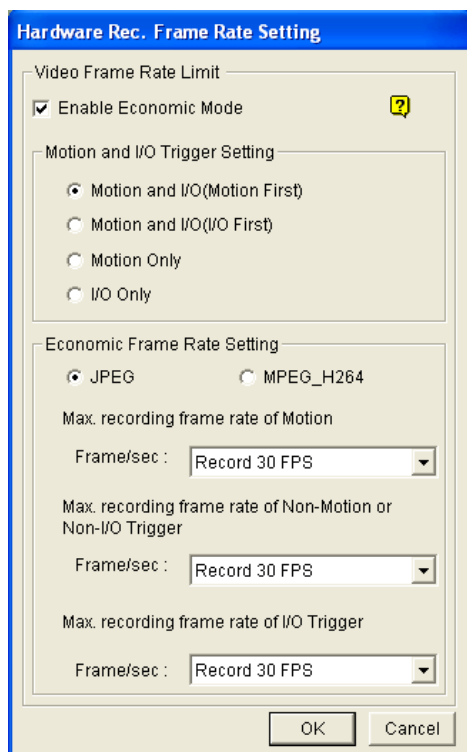 Hardware Rec. Frame Rate Setting
Video Frame Rate Limit
Enable Economic Mode
?
Motion and I/O Trigger Setting
Motion and I/O(Motion First)
Motion and I/O(I/O First)
Motion Only
I/O Only
Economic Frame Rate Setting
JPEG MPEG_H264
Max. recording frame rate of Motion
Frame/sec : Record 30 FPS
Max. recording frame rate of Non-Motion or
Non-I/O Trigger
Frame/sec : Record 30 FPS
Max. recording frame rate of I/O Trigger
Frame/sec : Record 30 FPS
OK Cancel